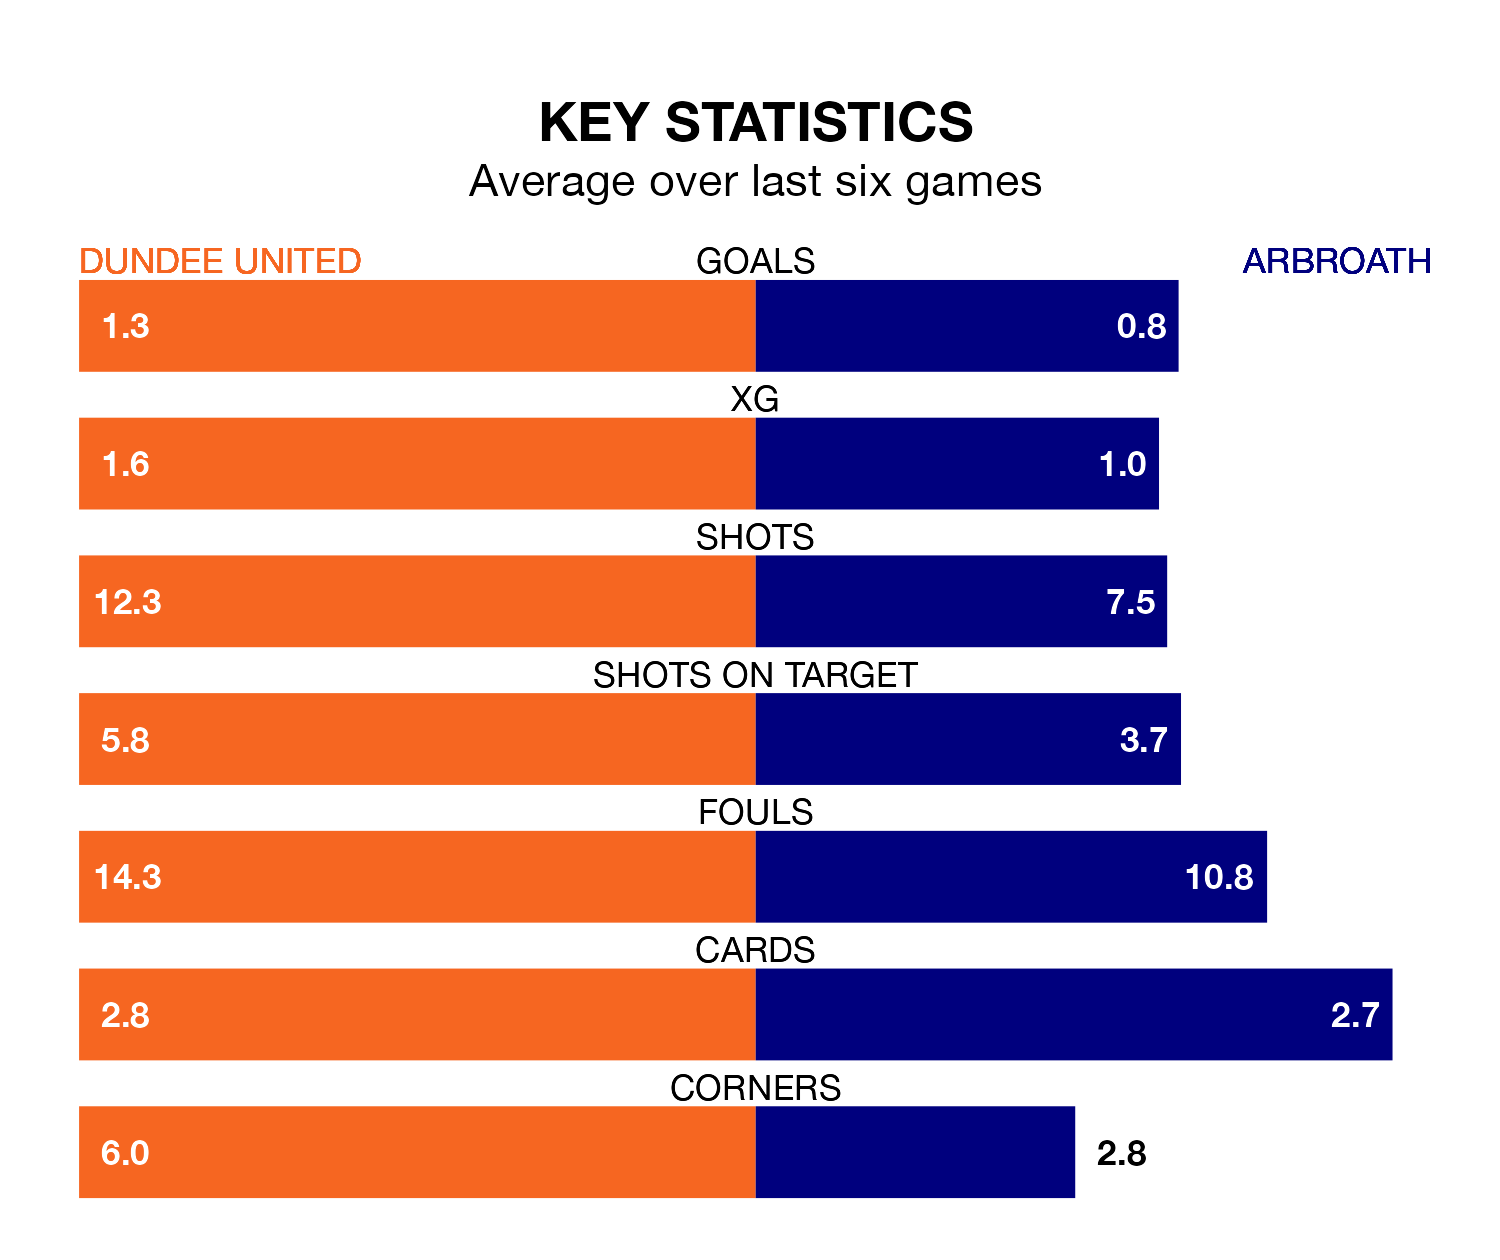 KEY STATISTICS
Average over last six games
DUNDEE UNITED GOALS ARBROATH
1.3 0.8
XG
1.6 1.0
SHOTS
12.3 7.5
SHOTS ON TARGET
5.8 3.7
FOULS
14.3 10.8
CARDS
2.8 2.7
CORNERS
6.0 2.8